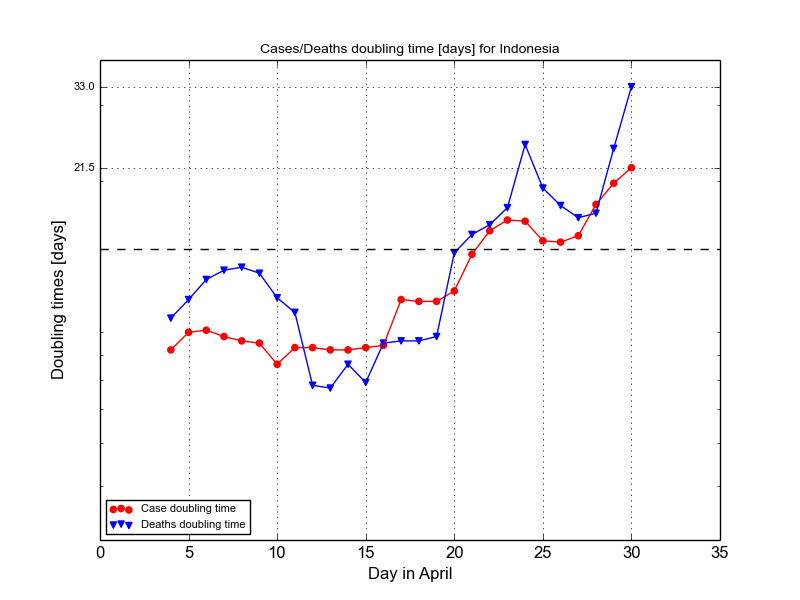 Cases/Deaths doubling time [days] for Indonesia
33.0
21.5
Doubling times [days]
Case doubling time
Deaths doubling time
0 5 10 15 20 25 30 35
Day in April